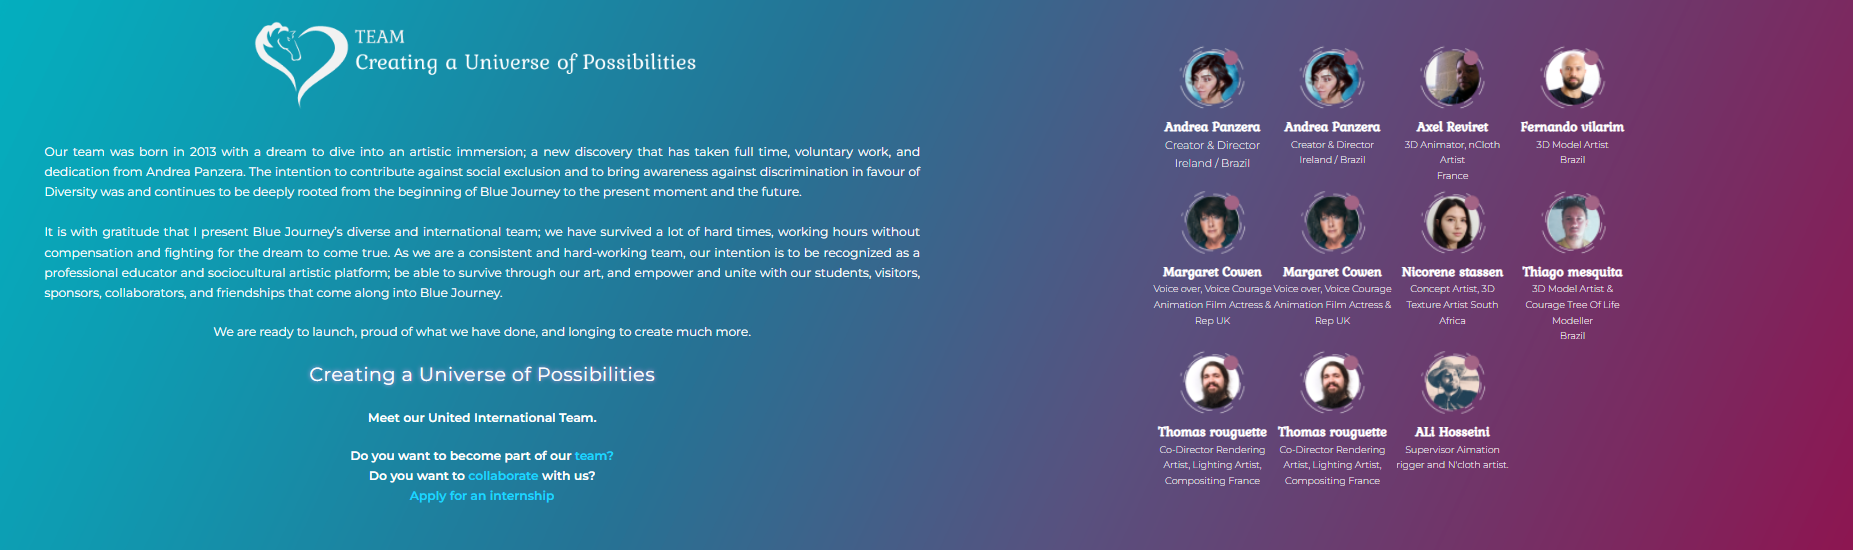 TEAM
Creating a Universe of Possibilities
Our team was born in 2013 with a dream to dive into an artistic immersion; a new discovery that has taken full time, voluntary work, and
dedication from Andrea Panzera. The intention to contribute against social exclusion and to bring awareness against discrimination in favour of
Diversity was and continues to be deeply rooted from the beginning of Blue Journey to the present moment and the future.
It is with gratitude that I present Blue Journey's diverse and international team; we have survived a lot of hard times, working hours without
compensation and fighting for the dream to come true. As we are a consistent and hard-working team, our intention is to be recognized as a
professional educator and sociocultural artistic platform; be able to survive through our art, and empower and unite with our students, visitors,
sponsors, collaborators, and friendships that come along into Blue Journey.
We are ready to launch, proud of what we have done, and longing to create much more.
Creating a Universe of Possibilities
Meet our United International Team.
Do you want to become part of our team?
Do you want to collaborate with us?
Apply for an internship
Andrea Panzera
Creator & Director
Ireland / Brazil
Andrea Panzera
Creator & Director
Ireland / Brazil
Axel Reviret
3D Animator, nCloth
Artist
France
Fernando vilarim
3D Model Artist
Brazil
Margaret Cowen
Voice over, Voice Courage
Animation Film Actress &
Rep UK
Margaret Cowen
Voice over, Voice Courage
Animation Film Actress &
Rep UK
Nicorene stassen
Concept Artist, 3D
Texture Artist South
Africa
Thiago mesquita
3D Model Artist &
Courage Tree Of Life
Modeller
Brazil
Thomas rouguette
Co-Director Rendering
Artist, Lighting Artist,
Compositing France
Thomas rouguette
Co-Director Rendering
Artist, Lighting Artist,
Compositing France
ALi Hosseini
Supervisor Aimation
rigger and N'cloth artist.